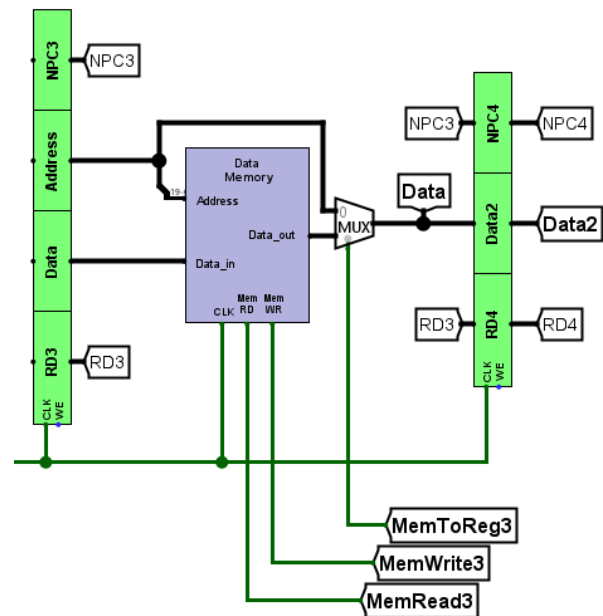 NPC3
NPC3
Address
Data
RD3
RD3
CLK
WE
Data
Memory
19-
Address
Data_out
Data_in
CLK
Mem
RD
Mem
WR
0
MUX
Data
NPC3
NPC4
NPC4
Data2
Data2
RD3
RD4
RD4
CLK
WE
MemToReg3
MemWrite3
MemRead3